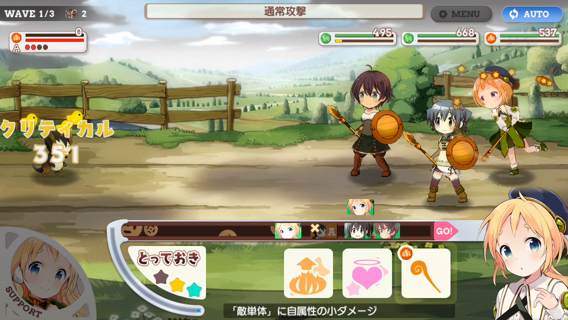 WAVE 1/3 2
通常攻撃
MENU
AUTO
0
A
495
668
537
クリティカル
351
GO!
とっておき
SUPPORT
「敵単体」に自属性の小ダメージ